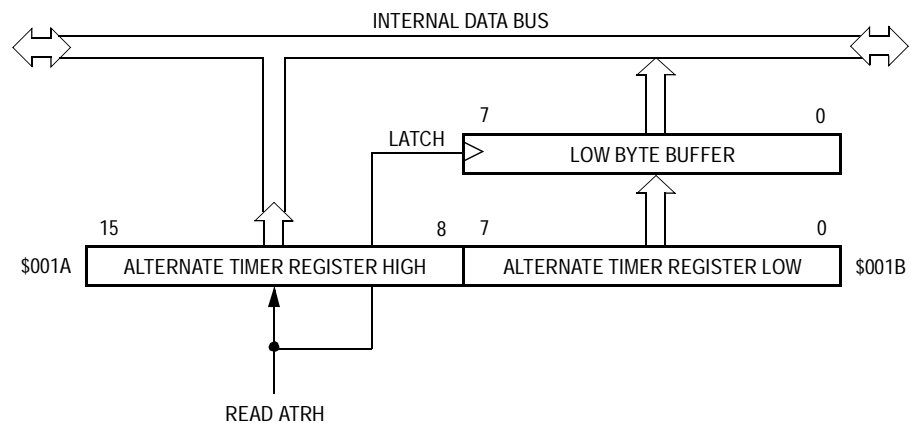 INTERNAL DATA BUS
7 0
LATCH
LOW BYTE BUFFER
15 8 7 0
$001A ALTERNATE TIMER REGISTER HIGH ALTERNATE TIMER REGISTER LOW $001B
READ ATRH